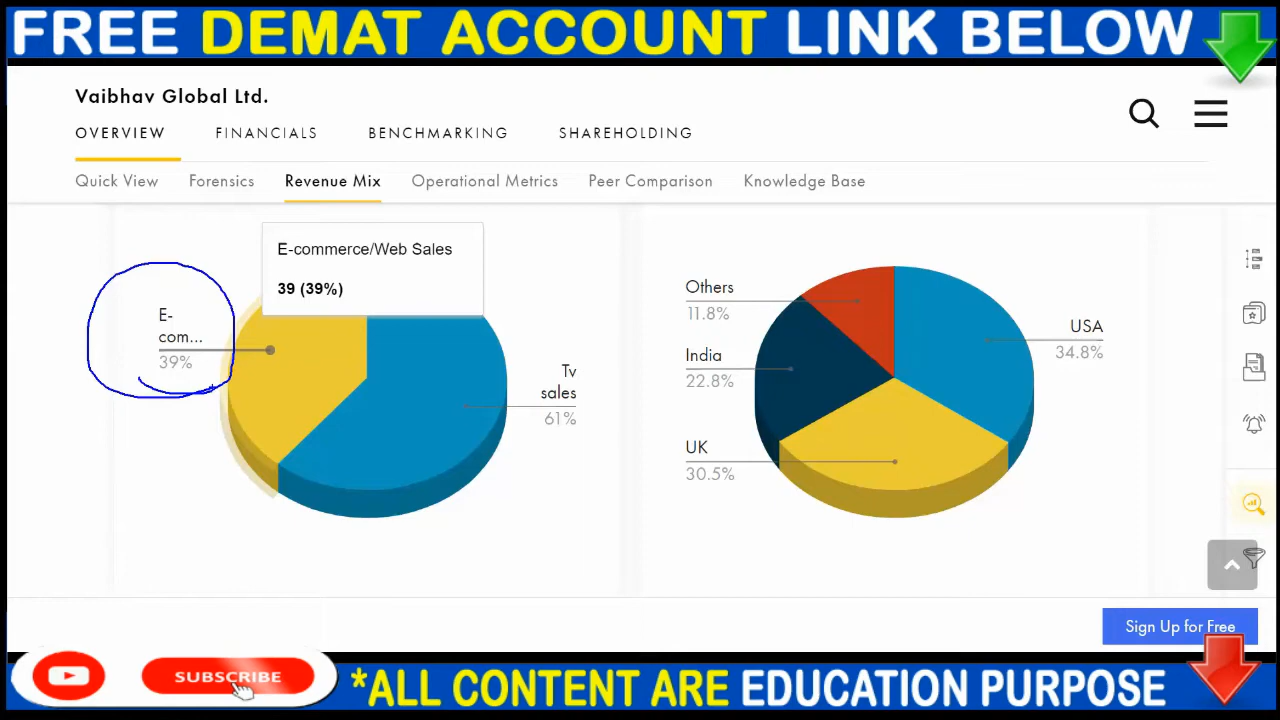 FREE DEMAT ACCOUNT LINK BELOW
Vaibhav Global Ltd.
OVERVIEW FINANCIALS BENCHMARKING SHAREHOLDING
Quick View Forensics Revenue Mix Operational Metrics Peer Comparison Knowledge Base
E-commerce/Web Sales
39 (39%)
E-
com...
39%
Tv
sales
61%
Others
11.8%
USA
34.8%
India
22.8%
UK
30.5%
Sign Up for Free
SUBSCRIBE
*ALL CONTENT ARE EDUCATION PURPOSE